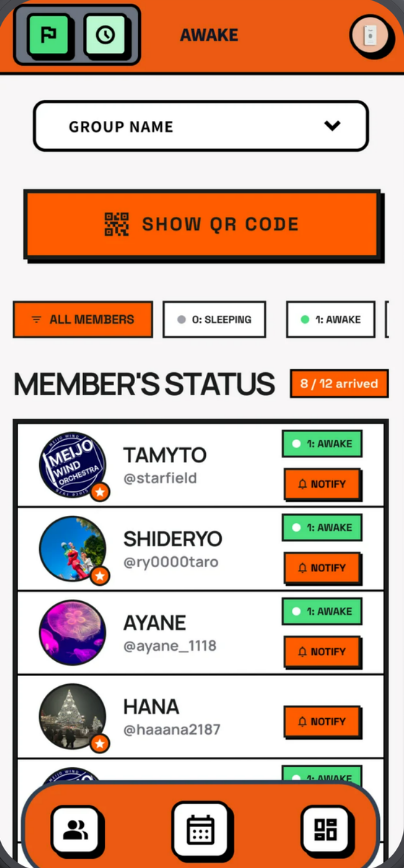 AWAKE
GROUP NAME
SHOW QR CODE
ALL MEMBERS
0: SLEEPING
1: AWAKE
MEMBER'S STATUS
8 / 12 arrived
MEIJO WIND ORCHESTRA
TAMYTO
@starfield
1: AWAKE
NOTIFY
SHIDERYO
@ry0000taro
1: AWAKE
NOTIFY
AYANE
@ayane_1118
1: AWAKE
NOTIFY
HANA
@haaana2187
NOTIFY
1: AWAKE